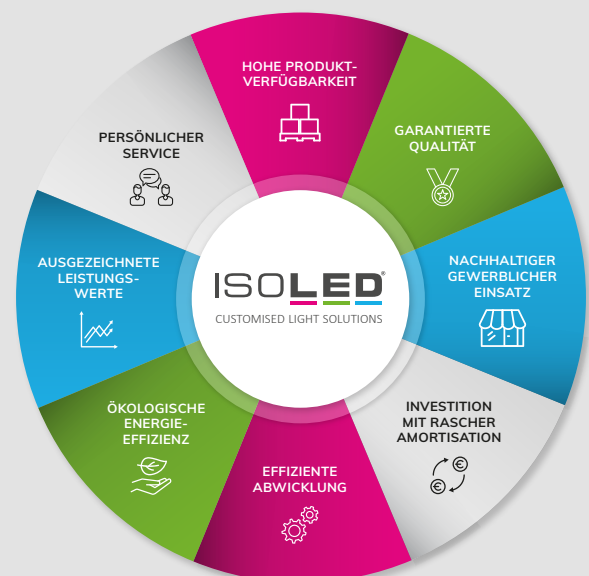 HOHE PRODUKT-
VERFÜGBARKEIT
GARANTIERTE
QUALITÄT
NACHHALTIGER
GEWERBLICHER
EINSATZ
INVESTITION
MIT RASCHER
AMORTISATION
€
€
EFFIZIENTE
ABWICKLUNG
ÖKOLOGISCHE
ENERGIE-
EFFIZIENZ
AUSGEZEICHNETE
LEISTUNGS-
WERTE
PERSÖNLICHER
SERVICE
ISOLED®
CUSTOMISED LIGHT SOLUTIONS